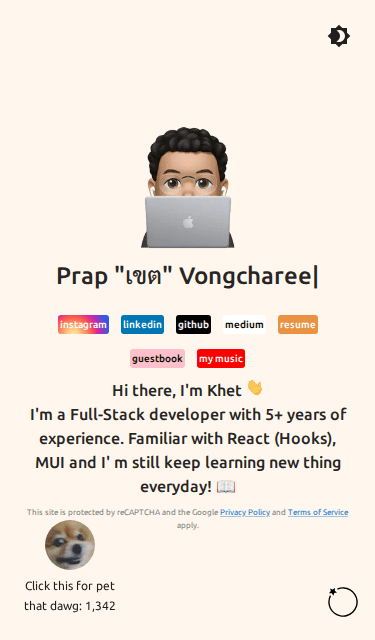 Prap "เขต" Vongcharee|
instagram linkedin github medium resume
guestbook my music
Hi there, I'm Khet 👋
I'm a Full-Stack developer with 5+ years of
experience. Familiar with React (Hooks),
MUI and I' m still keep learning new thing
everyday! 📖
This site is protected by reCAPTCHA and the Google Privacy Policy and Terms of Service
apply.
Click this for pet
that dawg: 1,342